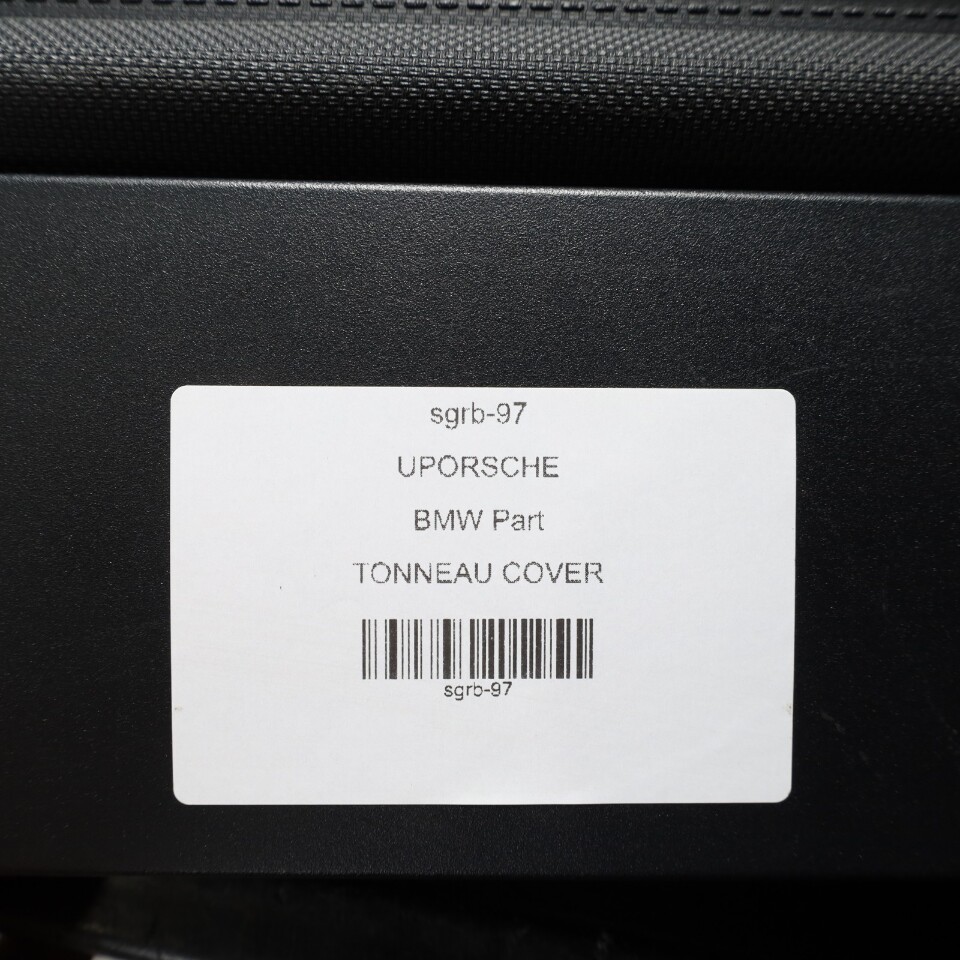 sgrb-97
UPORSCHE
BMW Part
TONNEAU COVER
sgrb-97